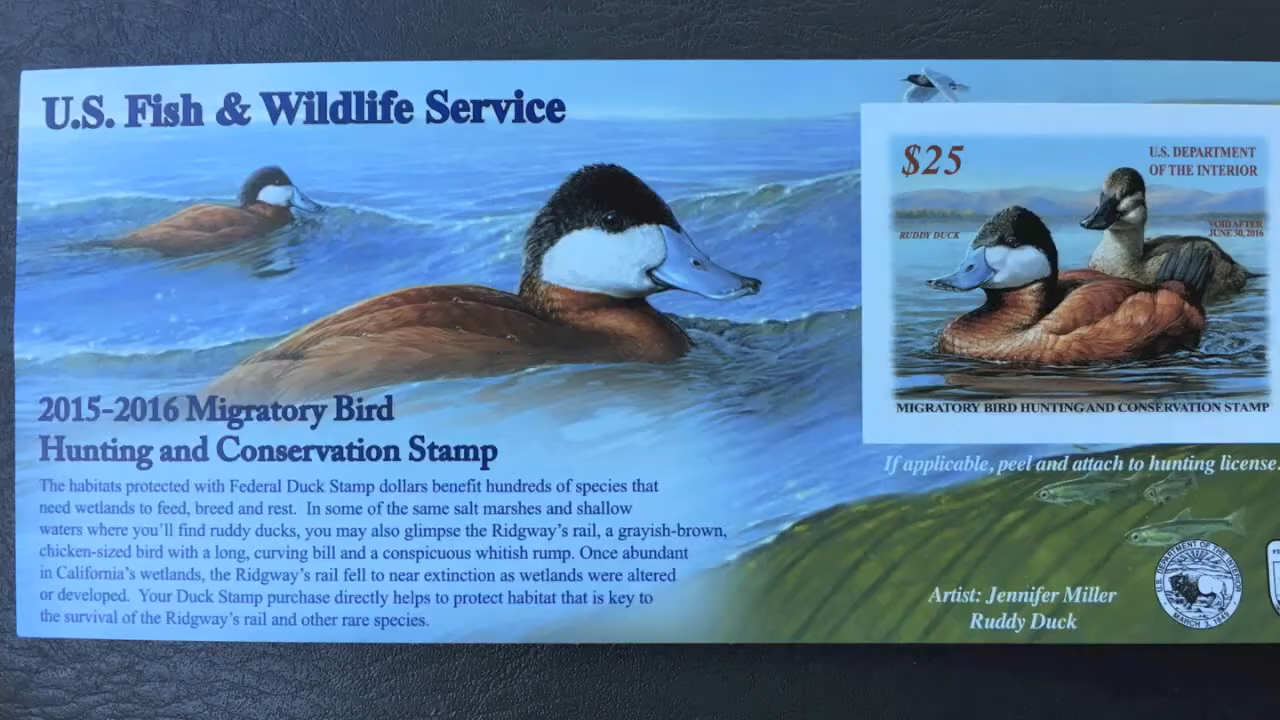 U.S. Fish & Wildlife Service
2015-2016 Migratory Bird
Hunting and Conservation Stamp
The habitats protected with Federal Duck Stamp dollars benefit hundreds of species that
need wetlands to feed, breed and rest. In some of the same salt marshes and shallow
waters where you'll find ruddy ducks, you may also glimpse the Ridgway's rail, a grayish-brown,
chicken-sized bird with a long, curving bill and a conspicuous whitish rump. Once abundant
in California's wetlands, the Ridgway's rail fell to near extinction as wetlands were altered
or developed. Your Duck Stamp purchase directly helps to protect habitat that is key to
the survival of the Ridgway's rail and other rare species.
$25
U.S. DEPARTMENT
OF THE INTERIOR
RUDDY DUCK
VOID AFTER
JUNE 30, 2016
MIGRATORY BIRD HUNTING AND CONSERVATION STAMP
If applicable, peel and attach to hunting license.
Artist: Jennifer Miller
Ruddy Duck
U.S. DEPARTMENT OF THE INTERIOR
MARCH 3, 1849